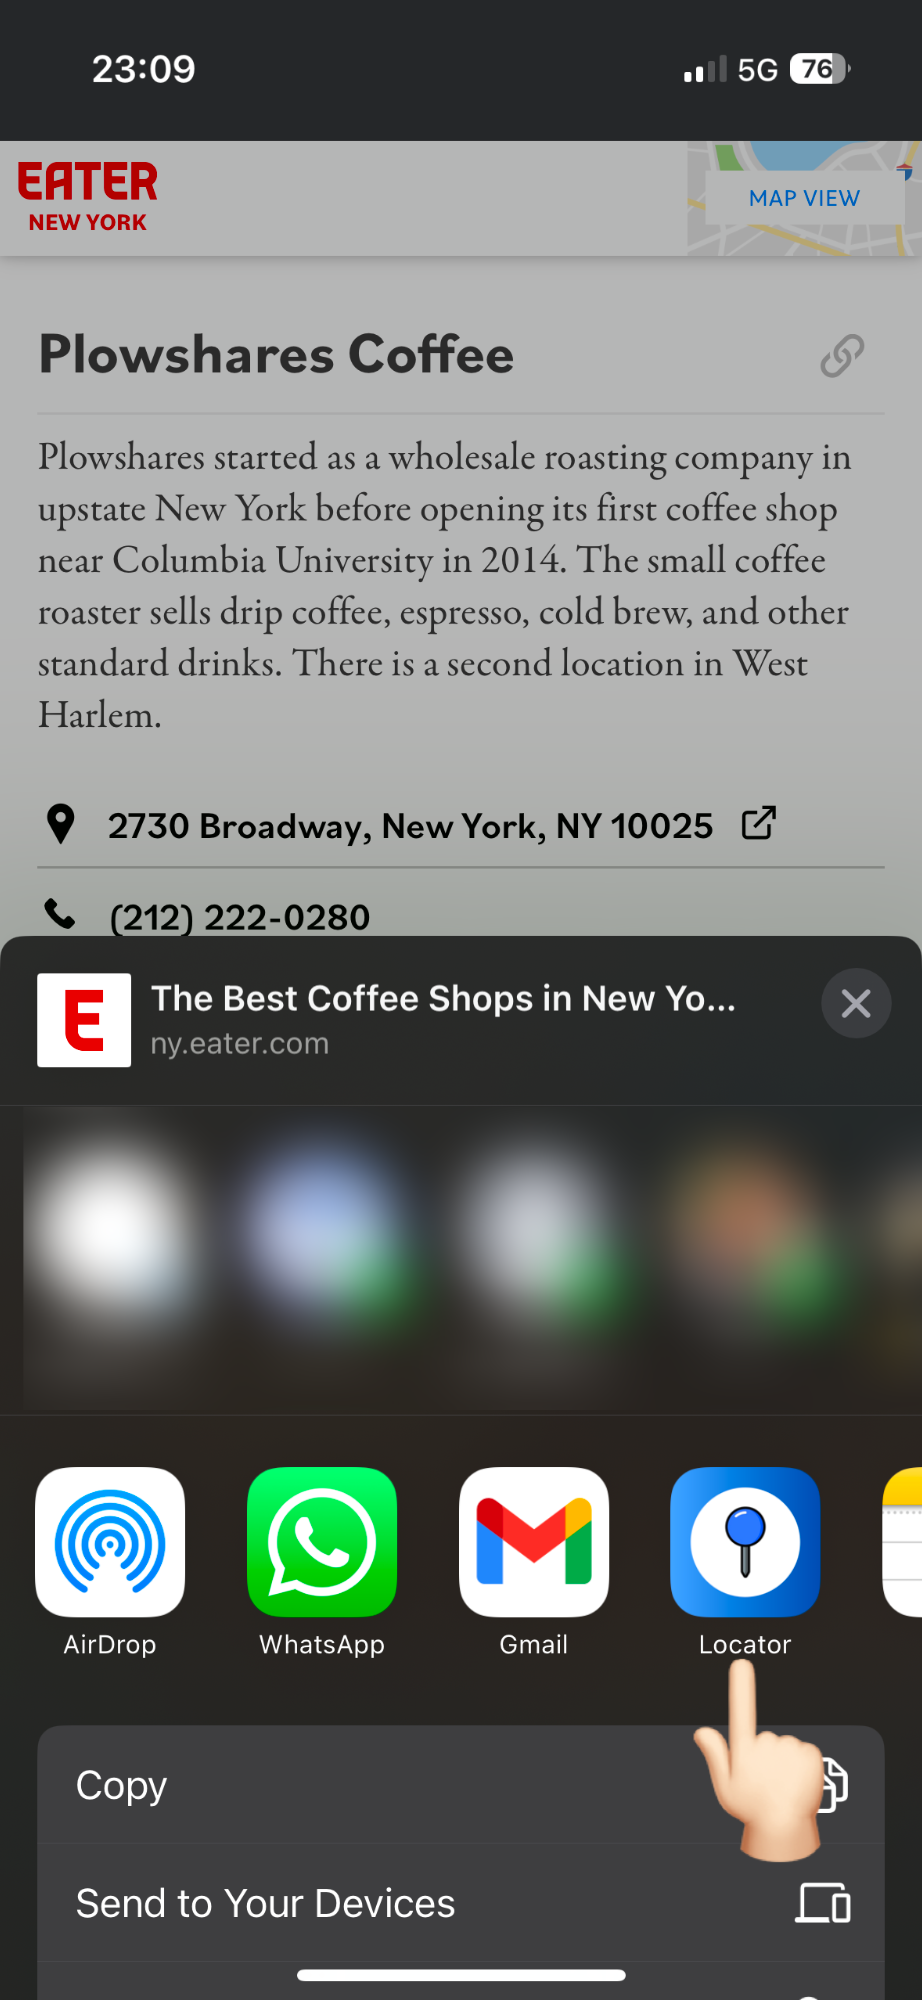 23:09
5G 76
EATER
NEW YORK
MAP VIEW
Plowshares Coffee
Plowshares started as a wholesale roasting company in
upstate New York before opening its first coffee shop
near Columbia University in 2014. The small coffee
roaster sells drip coffee, espresso, cold brew, and other
standard drinks. There is a second location in West
Harlem.
2730 Broadway, New York, NY 10025
(212) 222-0280
E
The Best Coffee Shops in New Yo...
ny.eater.com
AirDrop
WhatsApp
Gmail
Locator
Copy
Send to Your Devices